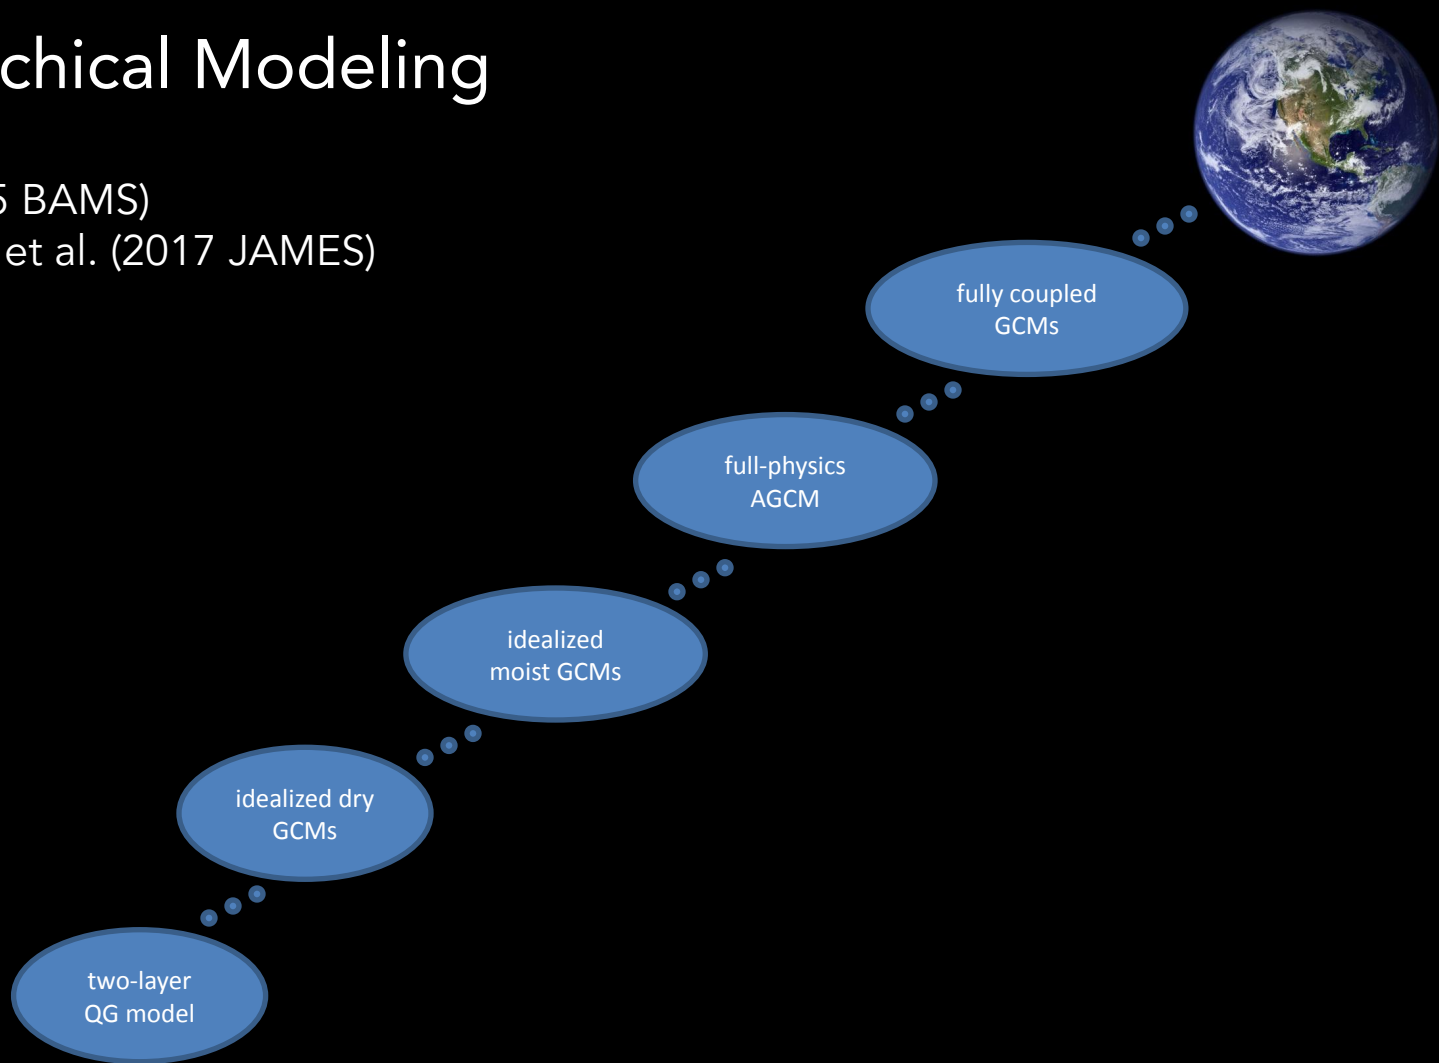 chical Modeling
5 BAMS)
et al. (2017 JAMES)
fully coupled
GCMs
full-physics
AGCM
idealized
moist GCMs
idealized dry
GCMs
two-layer
QG model